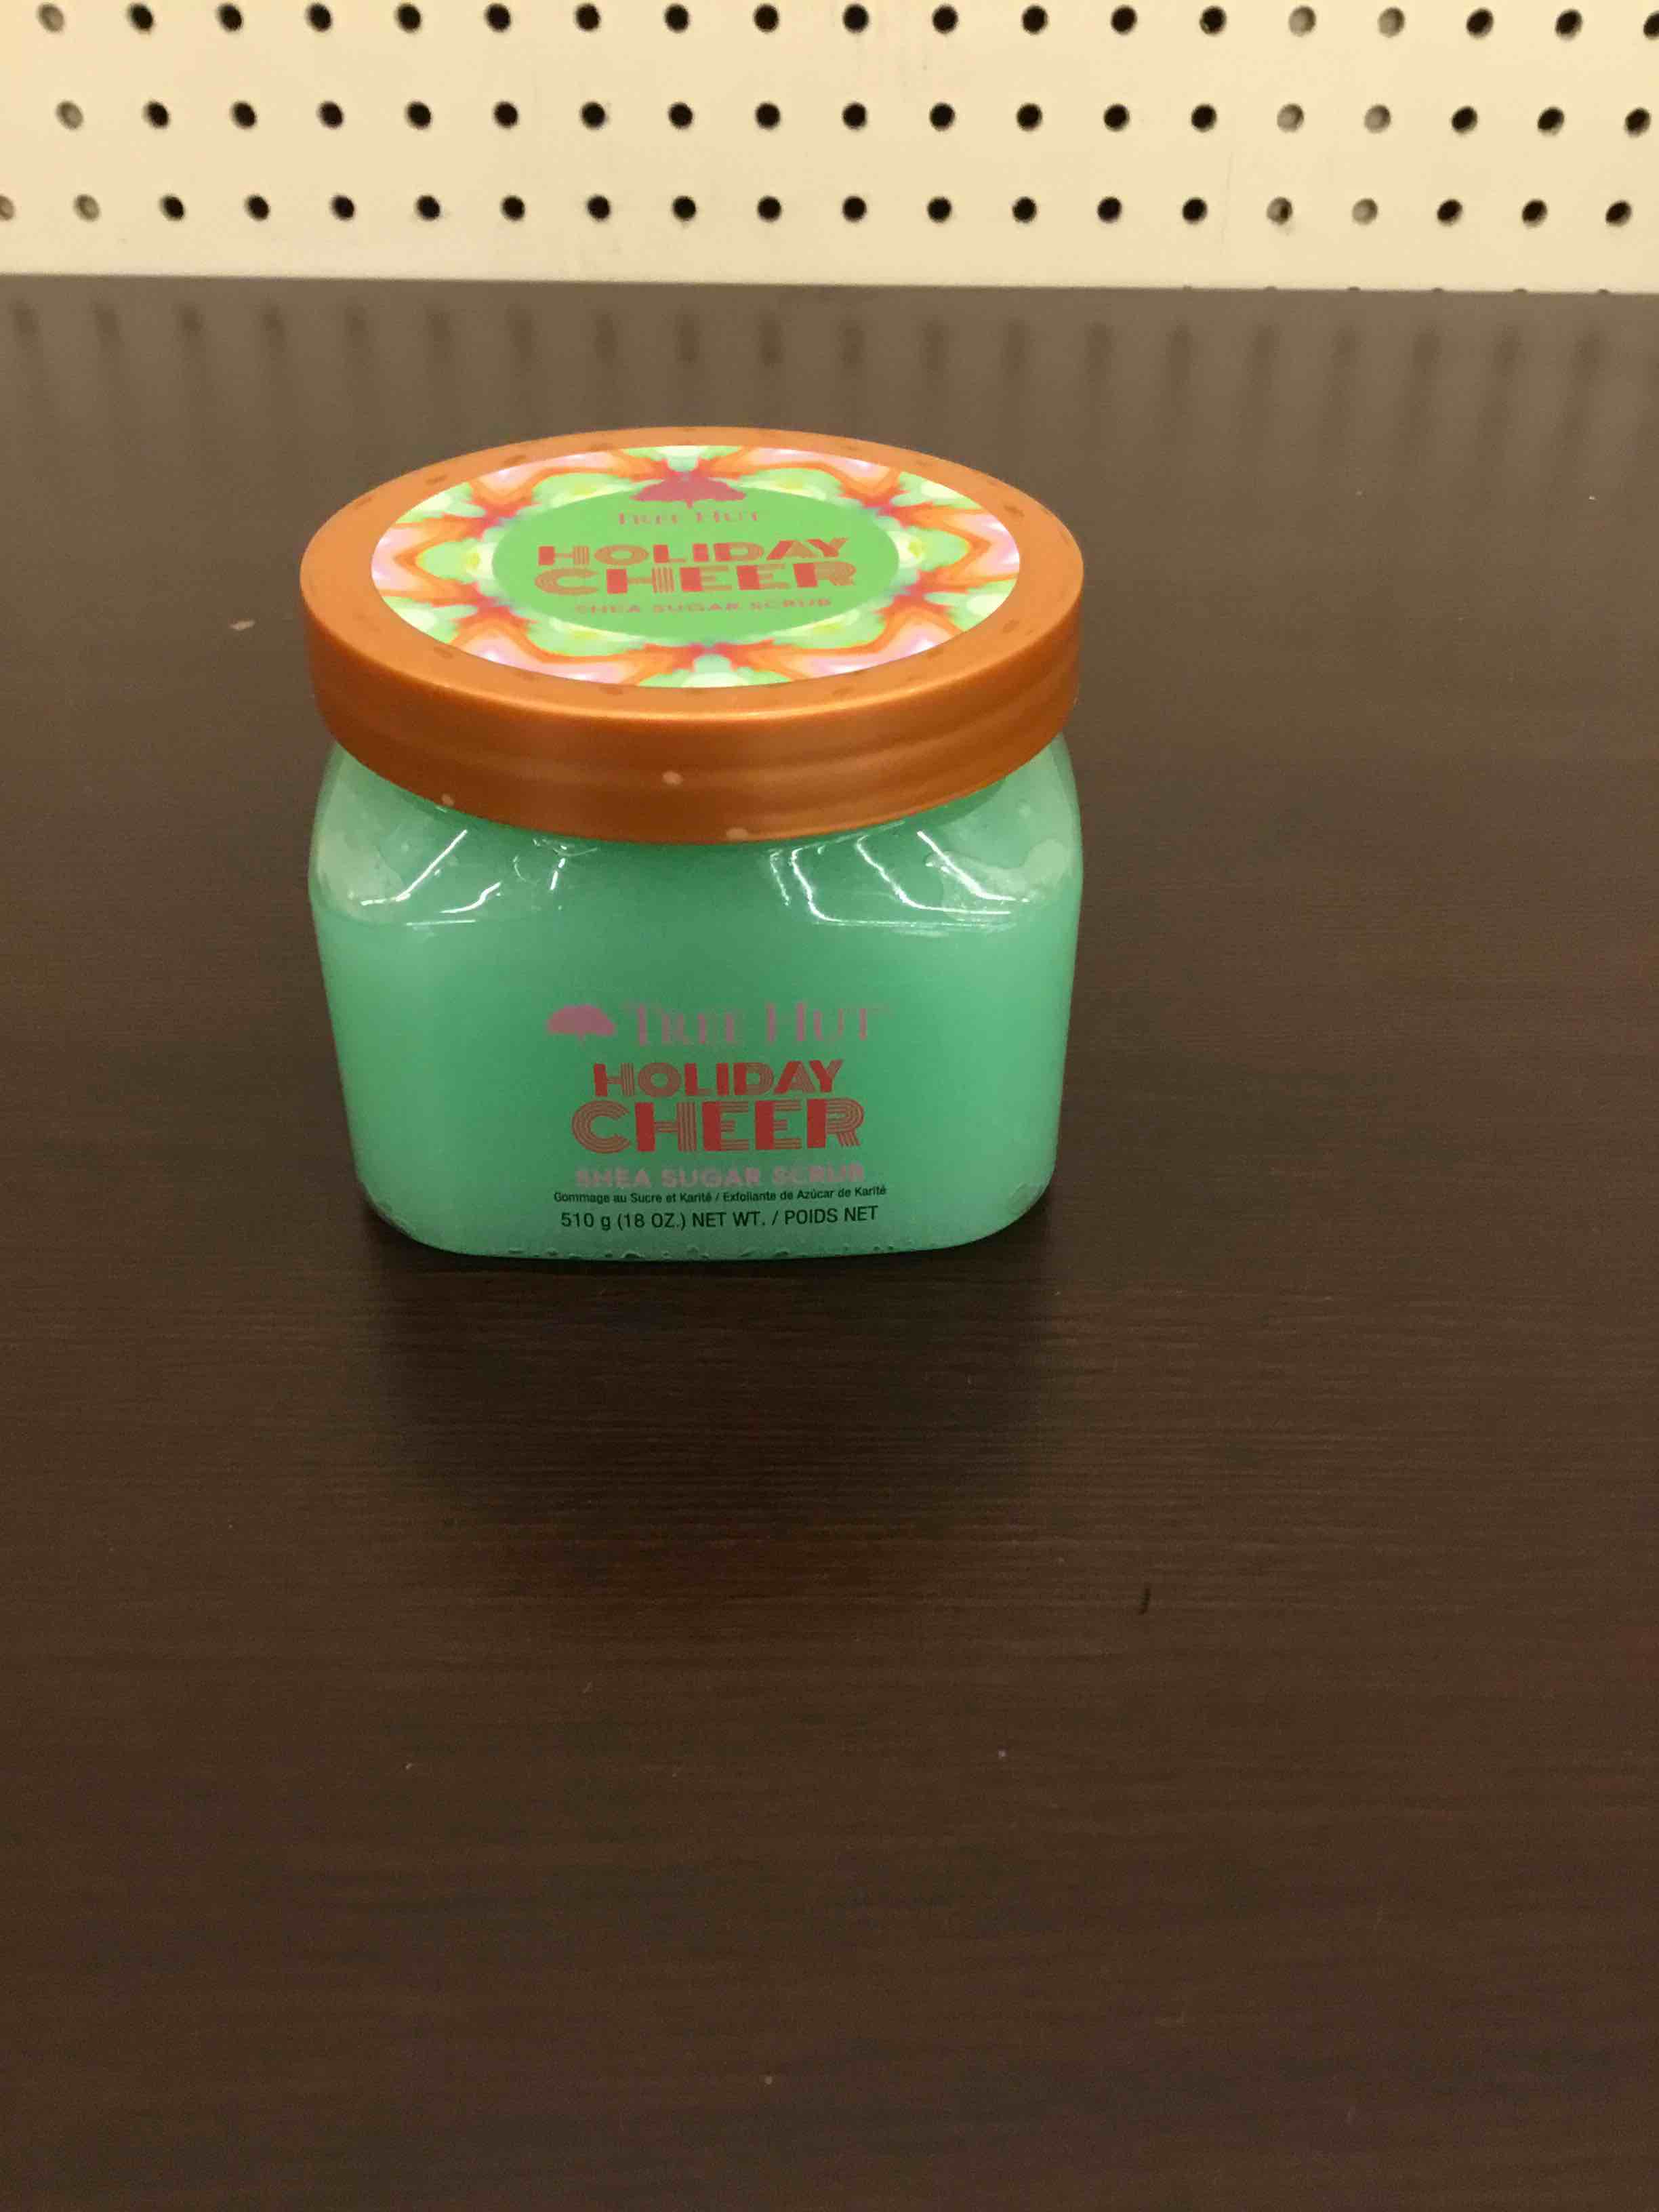 TREE HUT
HOLIDAY
CHEER
SHEA SUGAR SCRUB
TREE HUT
HOLIDAY
CHEER
SHEA SUGAR SCRUB
Gommage au Sucre et Karité / Exfoliante de Azúcar de Karité
510 g (18 OZ.) NET WT. / POIDS NET